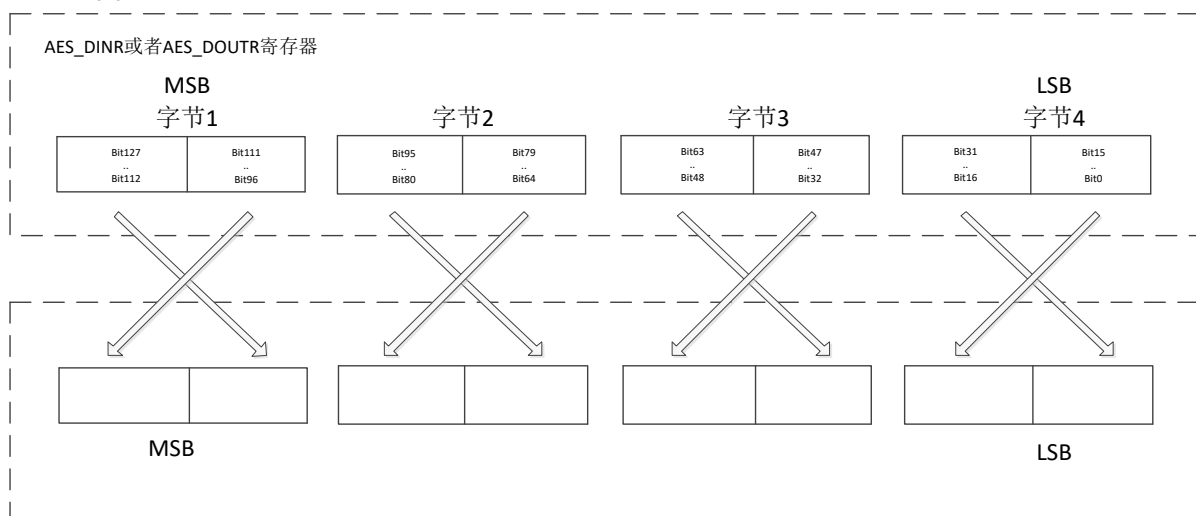 AES_DINR或者AES_DOUTR寄存器
MSB LSB
字节1 字节2 字节3 字节4
Bit127 Bit111 Bit95 Bit79 Bit63 Bit47 Bit31 Bit15
.. .. .. .. .. .. .. ..
Bit112 Bit96 Bit80 Bit64 Bit48 Bit32 Bit16 Bit0
MSB LSB